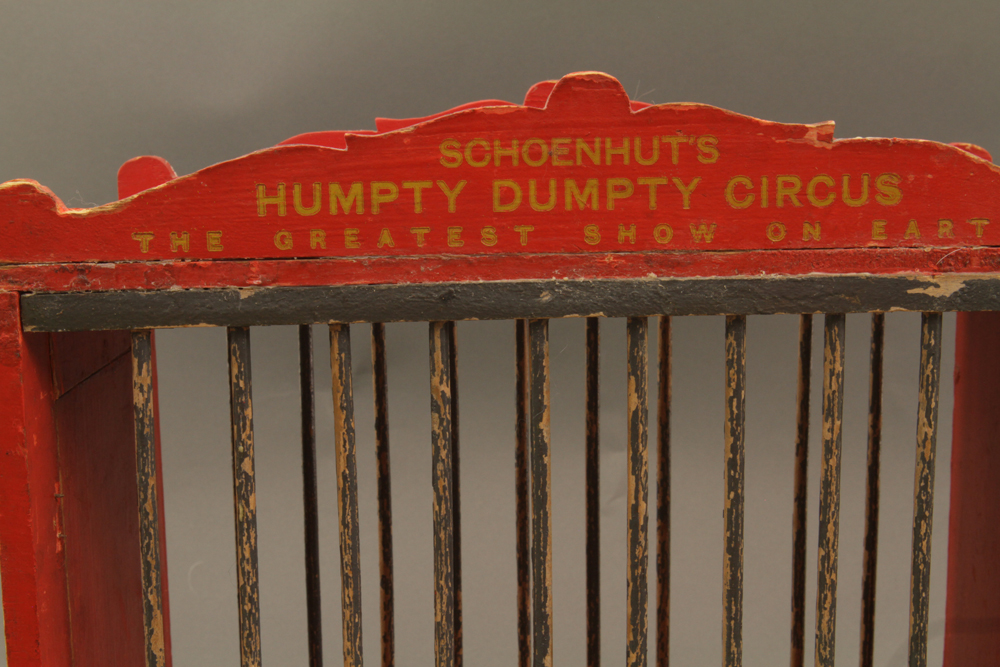 SCHOENHUT'S
HUMPTY DUMPTY CIRCUS
THE GREATEST SHOW ON EART